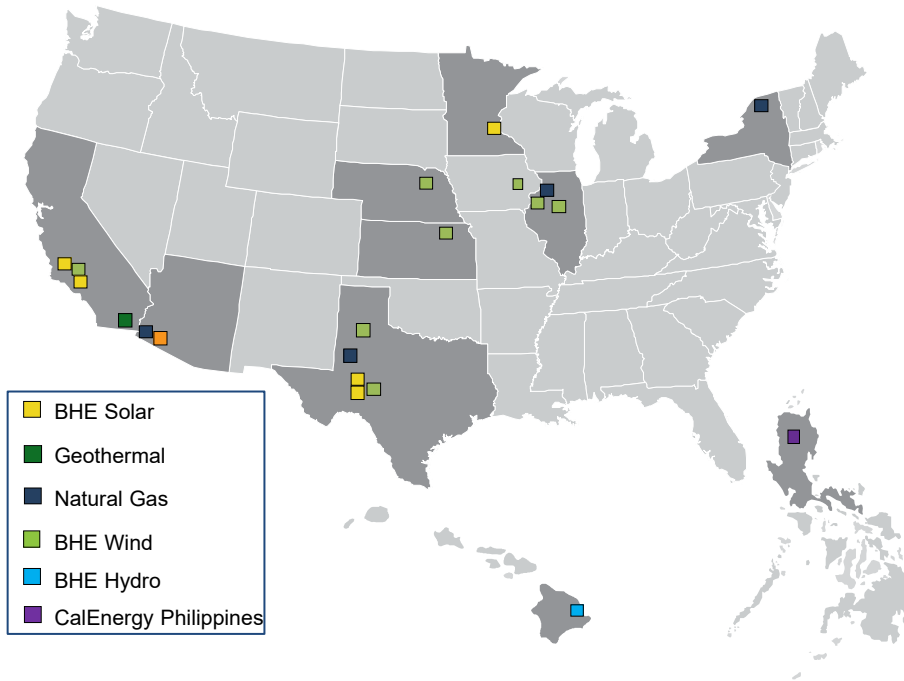 BHE Solar
Geothermal
Natural Gas
BHE Wind
BHE Hydro
CalEnergy Philippines